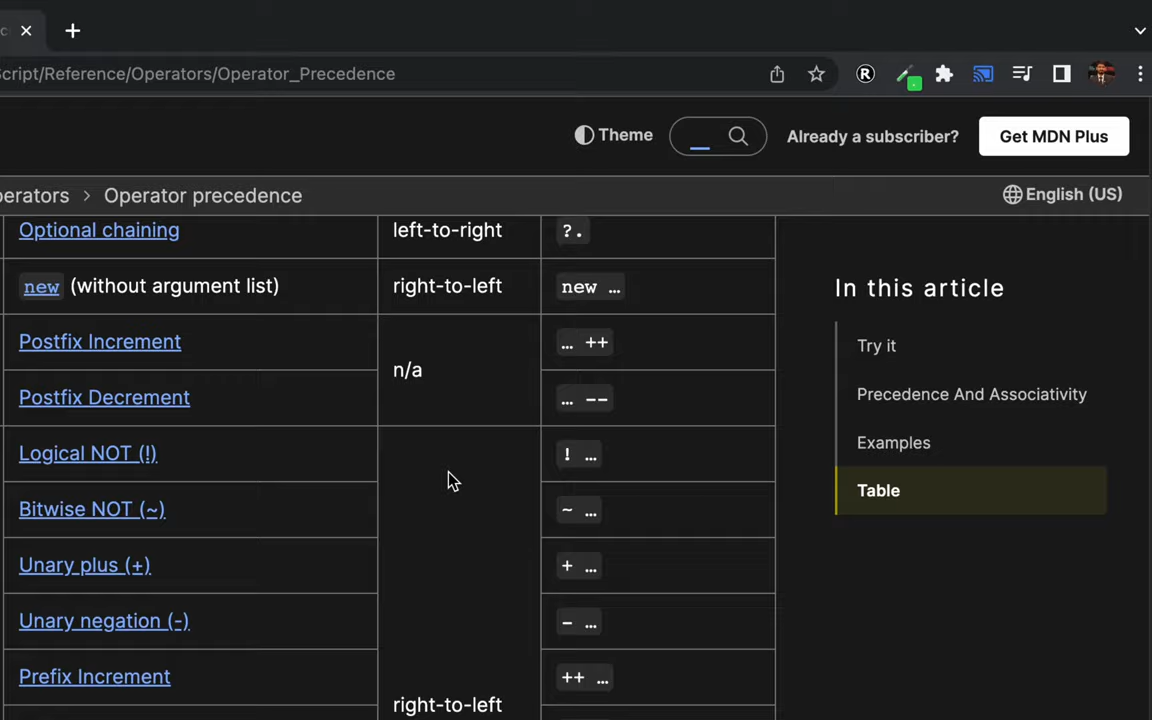 cript/Reference/Operators/Operator_Precedence
Theme
Already a subscriber?
Get MDN Plus
perators > Operator precedence
English (US)
Optional chaining left-to-right ?.
new (without argument list) right-to-left new …
Postfix Increment … ++
n/a
Postfix Decrement … --
Logical NOT (!) ! …
Bitwise NOT (~) ~ …
Unary plus (+) + …
Unary negation (-) - …
Prefix Increment ++ …
right-to-left
In this article
Try it
Precedence And Associativity
Examples
Table